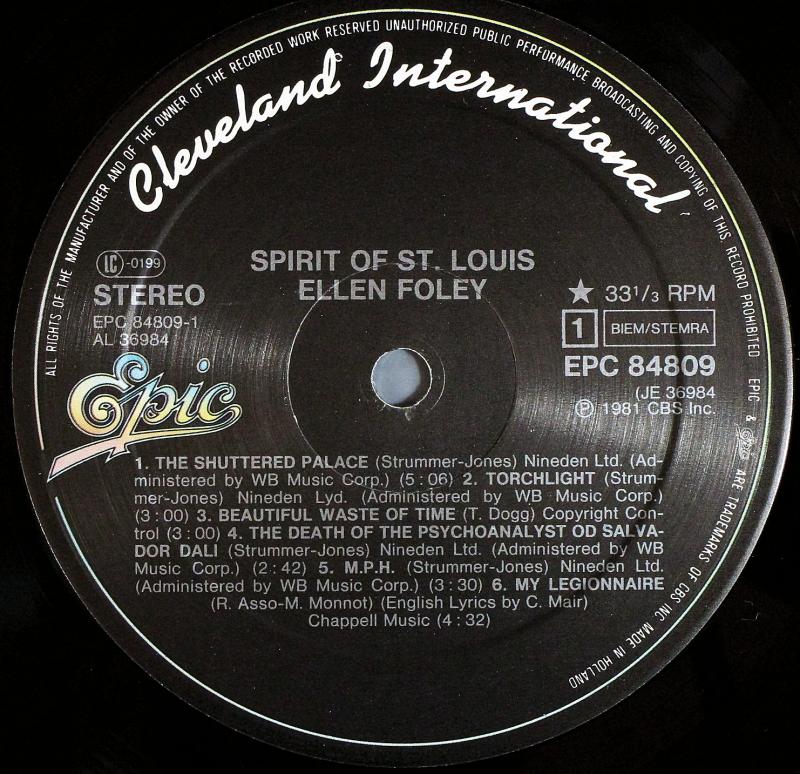 ALL RIGHTS OF THE MANUFACTURER AND OF THE OWNER OF THE RECORDED WORK RESERVED UNAUTHORIZED PUBLIC PERFORMANCE BROADCASTING AND COPYING OF THIS RECORD PROHIBITED EPIC & Epic ARE TRADEMARKS OF CBS INC MADE IN HOLLAND
Cleveland International
LC -0199
SPIRIT OF ST. LOUIS
ELLEN FOLEY
STEREO
EPC 84809-1
AL 36984
★ 33 1/3 RPM
1 BIEM/STEMRA
EPC 84809
(JE 36984
℗ 1981 CBS Inc.
Epic
1. THE SHUTTERED PALACE (Strummer-Jones) Nineden Ltd. (Ad-
ministered by WB Music Corp.) (5 : 06) 2. TORCHLIGHT (Strum-
mer-Jones) Nineden Lyd. (Administered by WB Music Corp.)
(3 : 00) 3. BEAUTIFUL WASTE OF TIME (T. Dogg) Copyright Con-
trol (3 : 00) 4. THE DEATH OF THE PSYCHOANALYST OD SALVA-
DOR DALI (Strummer-Jones) Nineden Ltd. (Administered by WB
Music Corp.) (2 : 42) 5. M.P.H. (Strummer-Jones) Nineden Ltd.
(Administered by WB Music Corp.) (3 : 30) 6. MY LEGIONNAIRE
(R. Asso-M. Monnot) (English Lyrics by C. Mair)
Chappell Music (4 : 32)